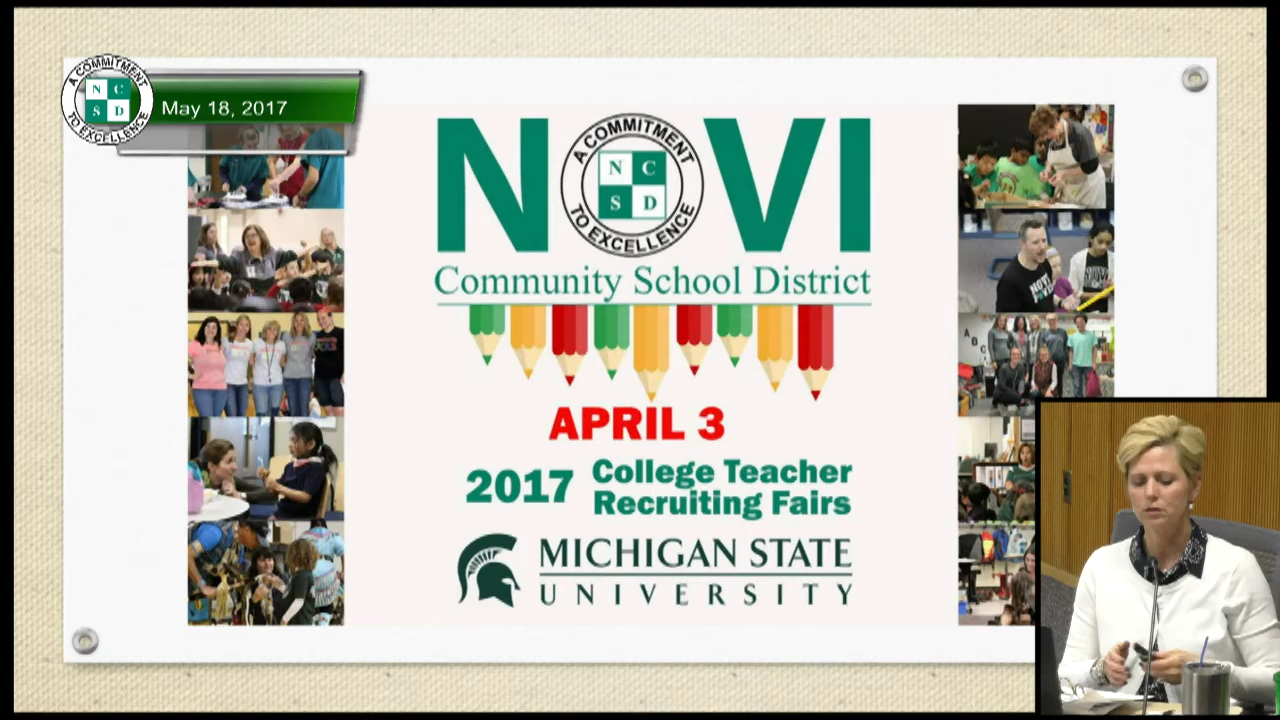 A COMMITMENT
N C
S D
TO EXCELLENCE
May 18, 2017
NOVI
A COMMITMENT
N C
S D
TO EXCELLENCE
Community School District
APRIL 3
2017 College Teacher
Recruiting Fairs
MICHIGAN STATE
UNIVERSITY
NOVI
A B C